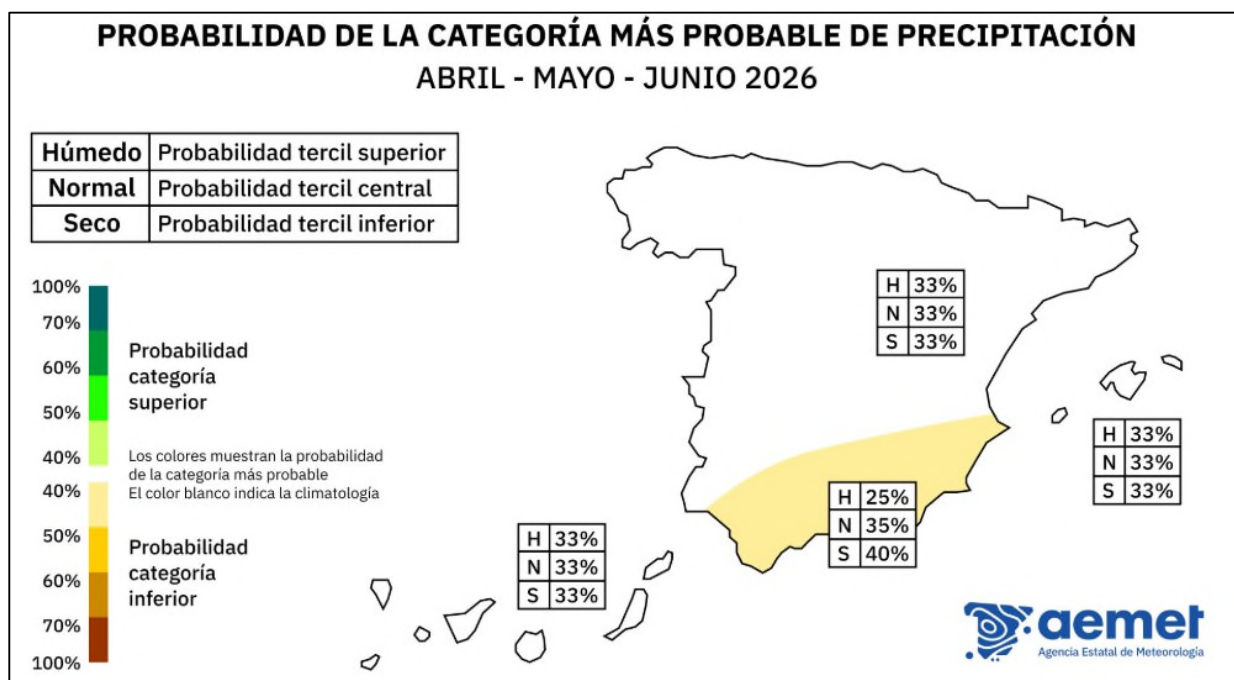 PROBABILIDAD DE LA CATEGORÍA MÁS PROBABLE DE PRECIPITACIÓN
ABRIL - MAYO - JUNIO 2026
Húmedo Probabilidad tercil superior
Normal Probabilidad tercil central
Seco Probabilidad tercil inferior
100%
70%
60%
50%
40%
40%
50%
60%
70%
100%
Probabilidad
categoría
superior
Los colores muestran la probabilidad
de la categoría más probable
El color blanco indica la climatología
Probabilidad
categoría
inferior
H 33%
N 33%
S 33%
H 33%
N 33%
S 33%
H 25%
N 35%
S 40%
H 33%
N 33%
S 33%
aemet
Agencia Estatal de Meteorología